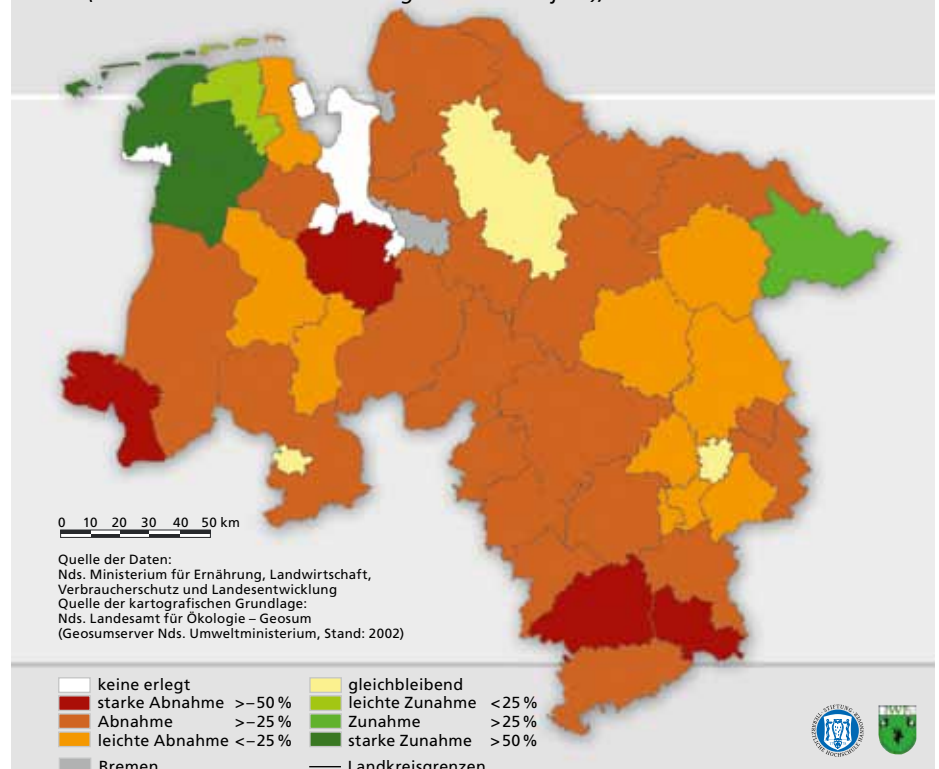 0 10 20 30 40 50 km
Quelle der Daten:
Nds. Ministerium für Ernährung, Landwirtschaft,
Verbraucherschutz und Landesentwicklung
Quelle der kartografischen Grundlage:
Nds. Landesamt für Ökologie – Geosum
(Geosumserver Nds. Umweltministerium, Stand: 2002)
keine erlegt
starke Abnahme >–50 %
Abnahme >–25 %
leichte Abnahme <–25 %
Bremen
gleichbleibend
leichte Zunahme <25 %
Zunahme >25 %
starke Zunahme >50 %
Landkreisgrenzen